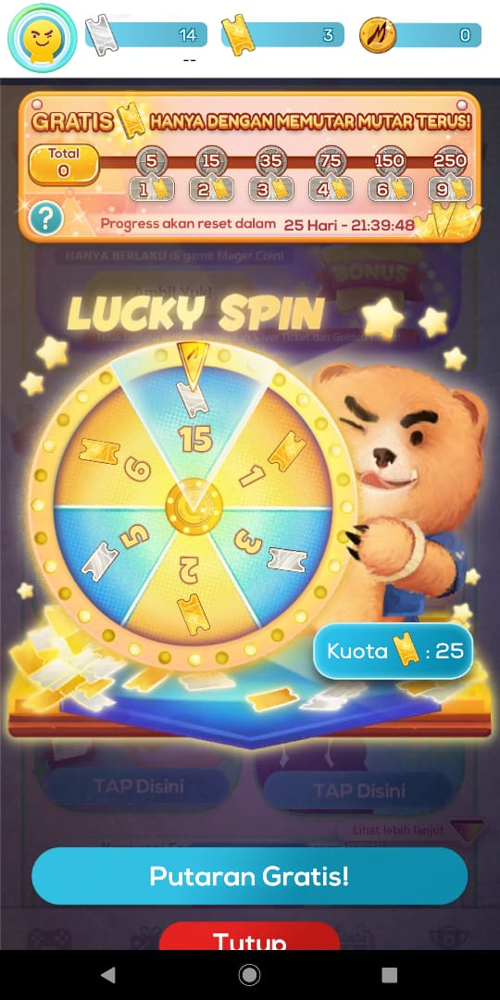 14
3
0
--
GRATIS HANYA DENGAN MEMUTAR MUTAR TERUS!
Total
0
5 15 35 75 150 250
1 2 3 4 6 9
?
Progress akan reset dalam 25 Hari - 21:39:48
HANYA BERLAKU di game Mager Coin!
Ambil Yuk!
BONUS
LUCKY SPIN
15
1
3
2
5
6
Kuota : 25
TAP Disini
TAP Disini
Lihat lebih lanjut
Putaran Gratis!
Tutup